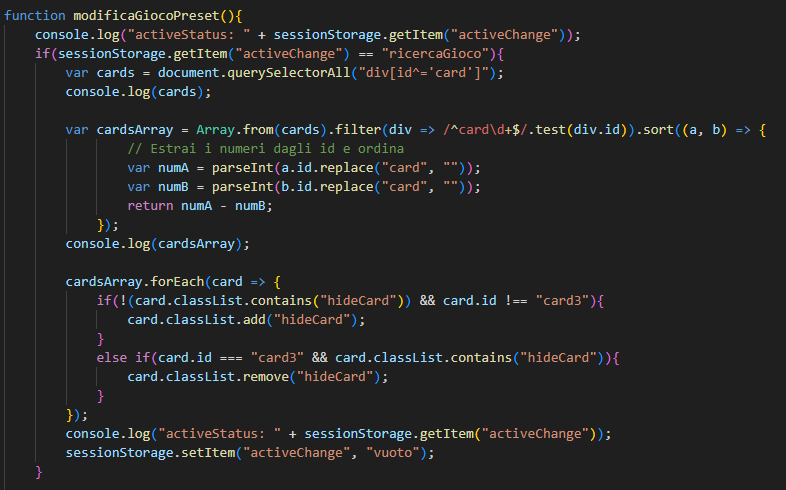 function modificaGiocoPreset(){
    console.log("activeStatus: " + sessionStorage.getItem("activeChange"));
    if(sessionStorage.getItem("activeChange") == "ricercaGioco"){
        var cards = document.querySelectorAll("div[id^='card']");
        console.log(cards);

        var cardsArray = Array.from(cards).filter(div => /^card\d+$/.test(div.id)).sort((a, b) => {
                // Estrai i numeri dagli id e ordina
                var numA = parseInt(a.id.replace("card", ""));
                var numB = parseInt(b.id.replace("card", ""));
                return numA - numB;
            });
        console.log(cardsArray);

        cardsArray.forEach(card => {
            if(!(card.classList.contains("hideCard")) && card.id !== "card3"){
                card.classList.add("hideCard");
            }
            else if(card.id === "card3" && card.classList.contains("hideCard")){
                card.classList.remove("hideCard");
            }
        });
        console.log("activeStatus: " + sessionStorage.getItem("activeChange"));
        sessionStorage.setItem("activeChange", "vuoto");
    }